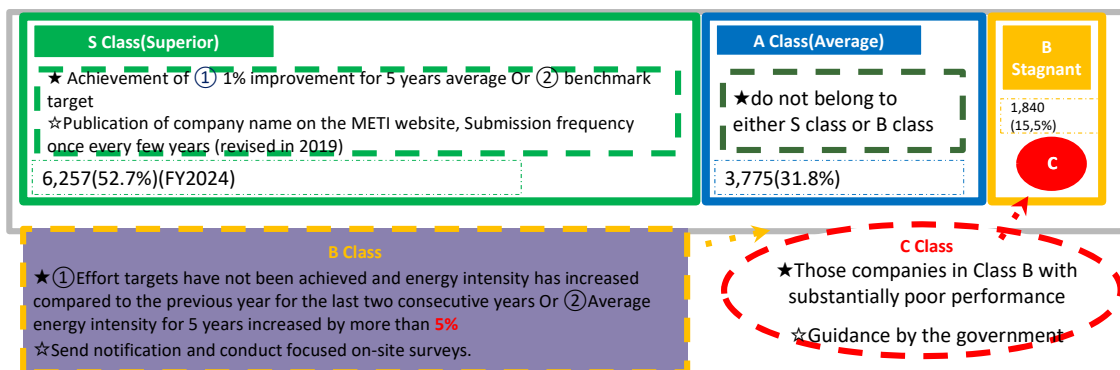 S Class(Superior)
★ Achievement of ① 1% improvement for 5 years average Or ② benchmark
target
☆Publication of company name on the METI website, Submission frequency
once every few years (revised in 2019)
6,257(52.7%)(FY2024)
A Class(Average)
★do not belong to
either S class or B class
3,775(31.8%)
B
Stagnant
1,840
(15,5%)
C
B Class
★①Effort targets have not been achieved and energy intensity has increased
compared to the previous year for the last two consecutive years Or ②Average
energy intensity for 5 years increased by more than 5%
☆Send notification and conduct focused on-site surveys.
C Class
★Those companies in Class B with
substantially poor performance
☆Guidance by the government